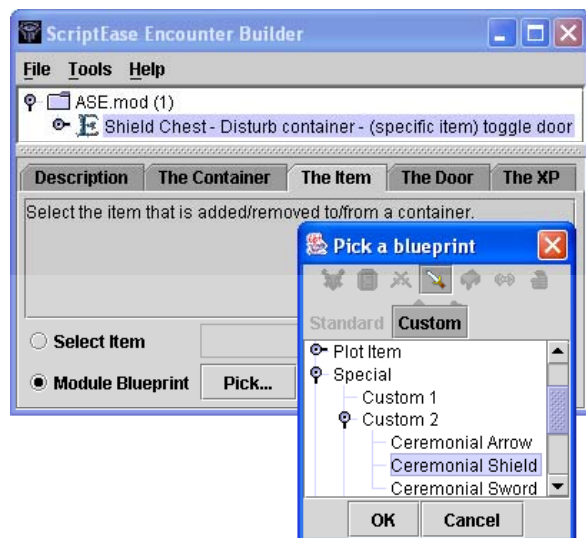 ScriptEase Encounter Builder
File Tools Help
ASE.mod (1)
Shield Chest - Disturb container - (specific item) toggle door
Description The Container The Item The Door The XP
Select the item that is added/removed to/from a container.
Select Item
Module Blueprint Pick...
Pick a blueprint
Standard Custom
Plot Item
Special
Custom 1
Custom 2
Ceremonial Arrow
Ceremonial Shield
Ceremonial Sword
OK Cancel